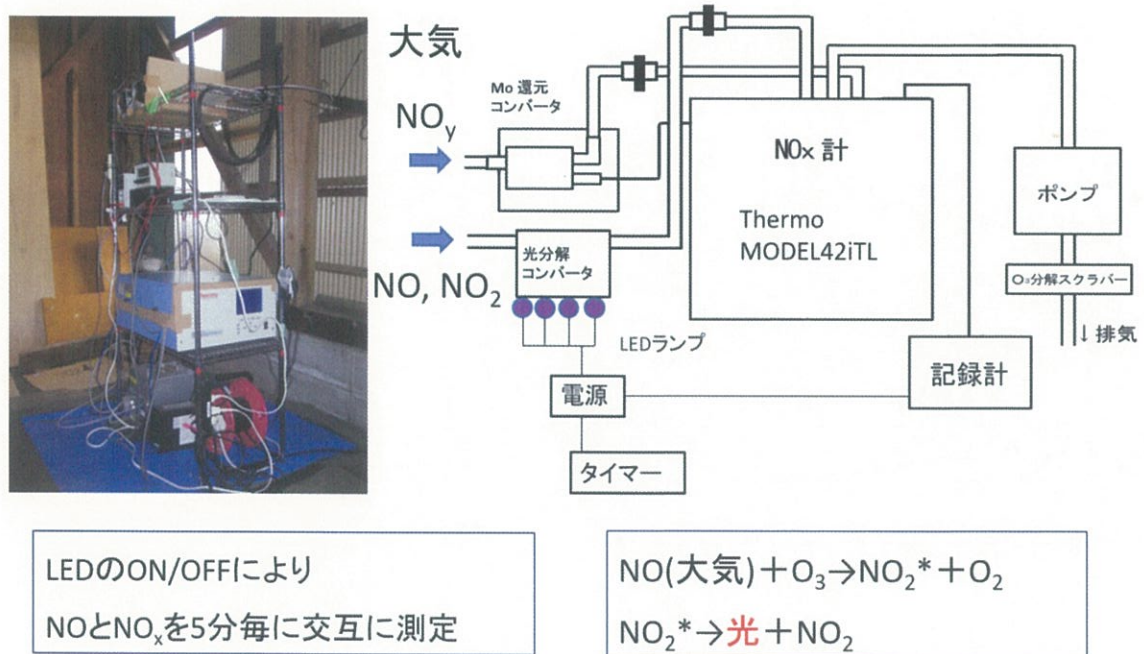 大気
Mo 還元
コンバータ
NOy
NOx 計
Thermo
MODEL42iTL
ポンプ
光分解
コンバータ
NO, NO2
O3分解スクラバー
↓排気
LEDランプ
記録計
電源
タイマー
LEDのON/OFFにより
NOとNOxを5分毎に交互に測定
NO(大気)+O3→NO2*+O2
NO2*→光+NO2